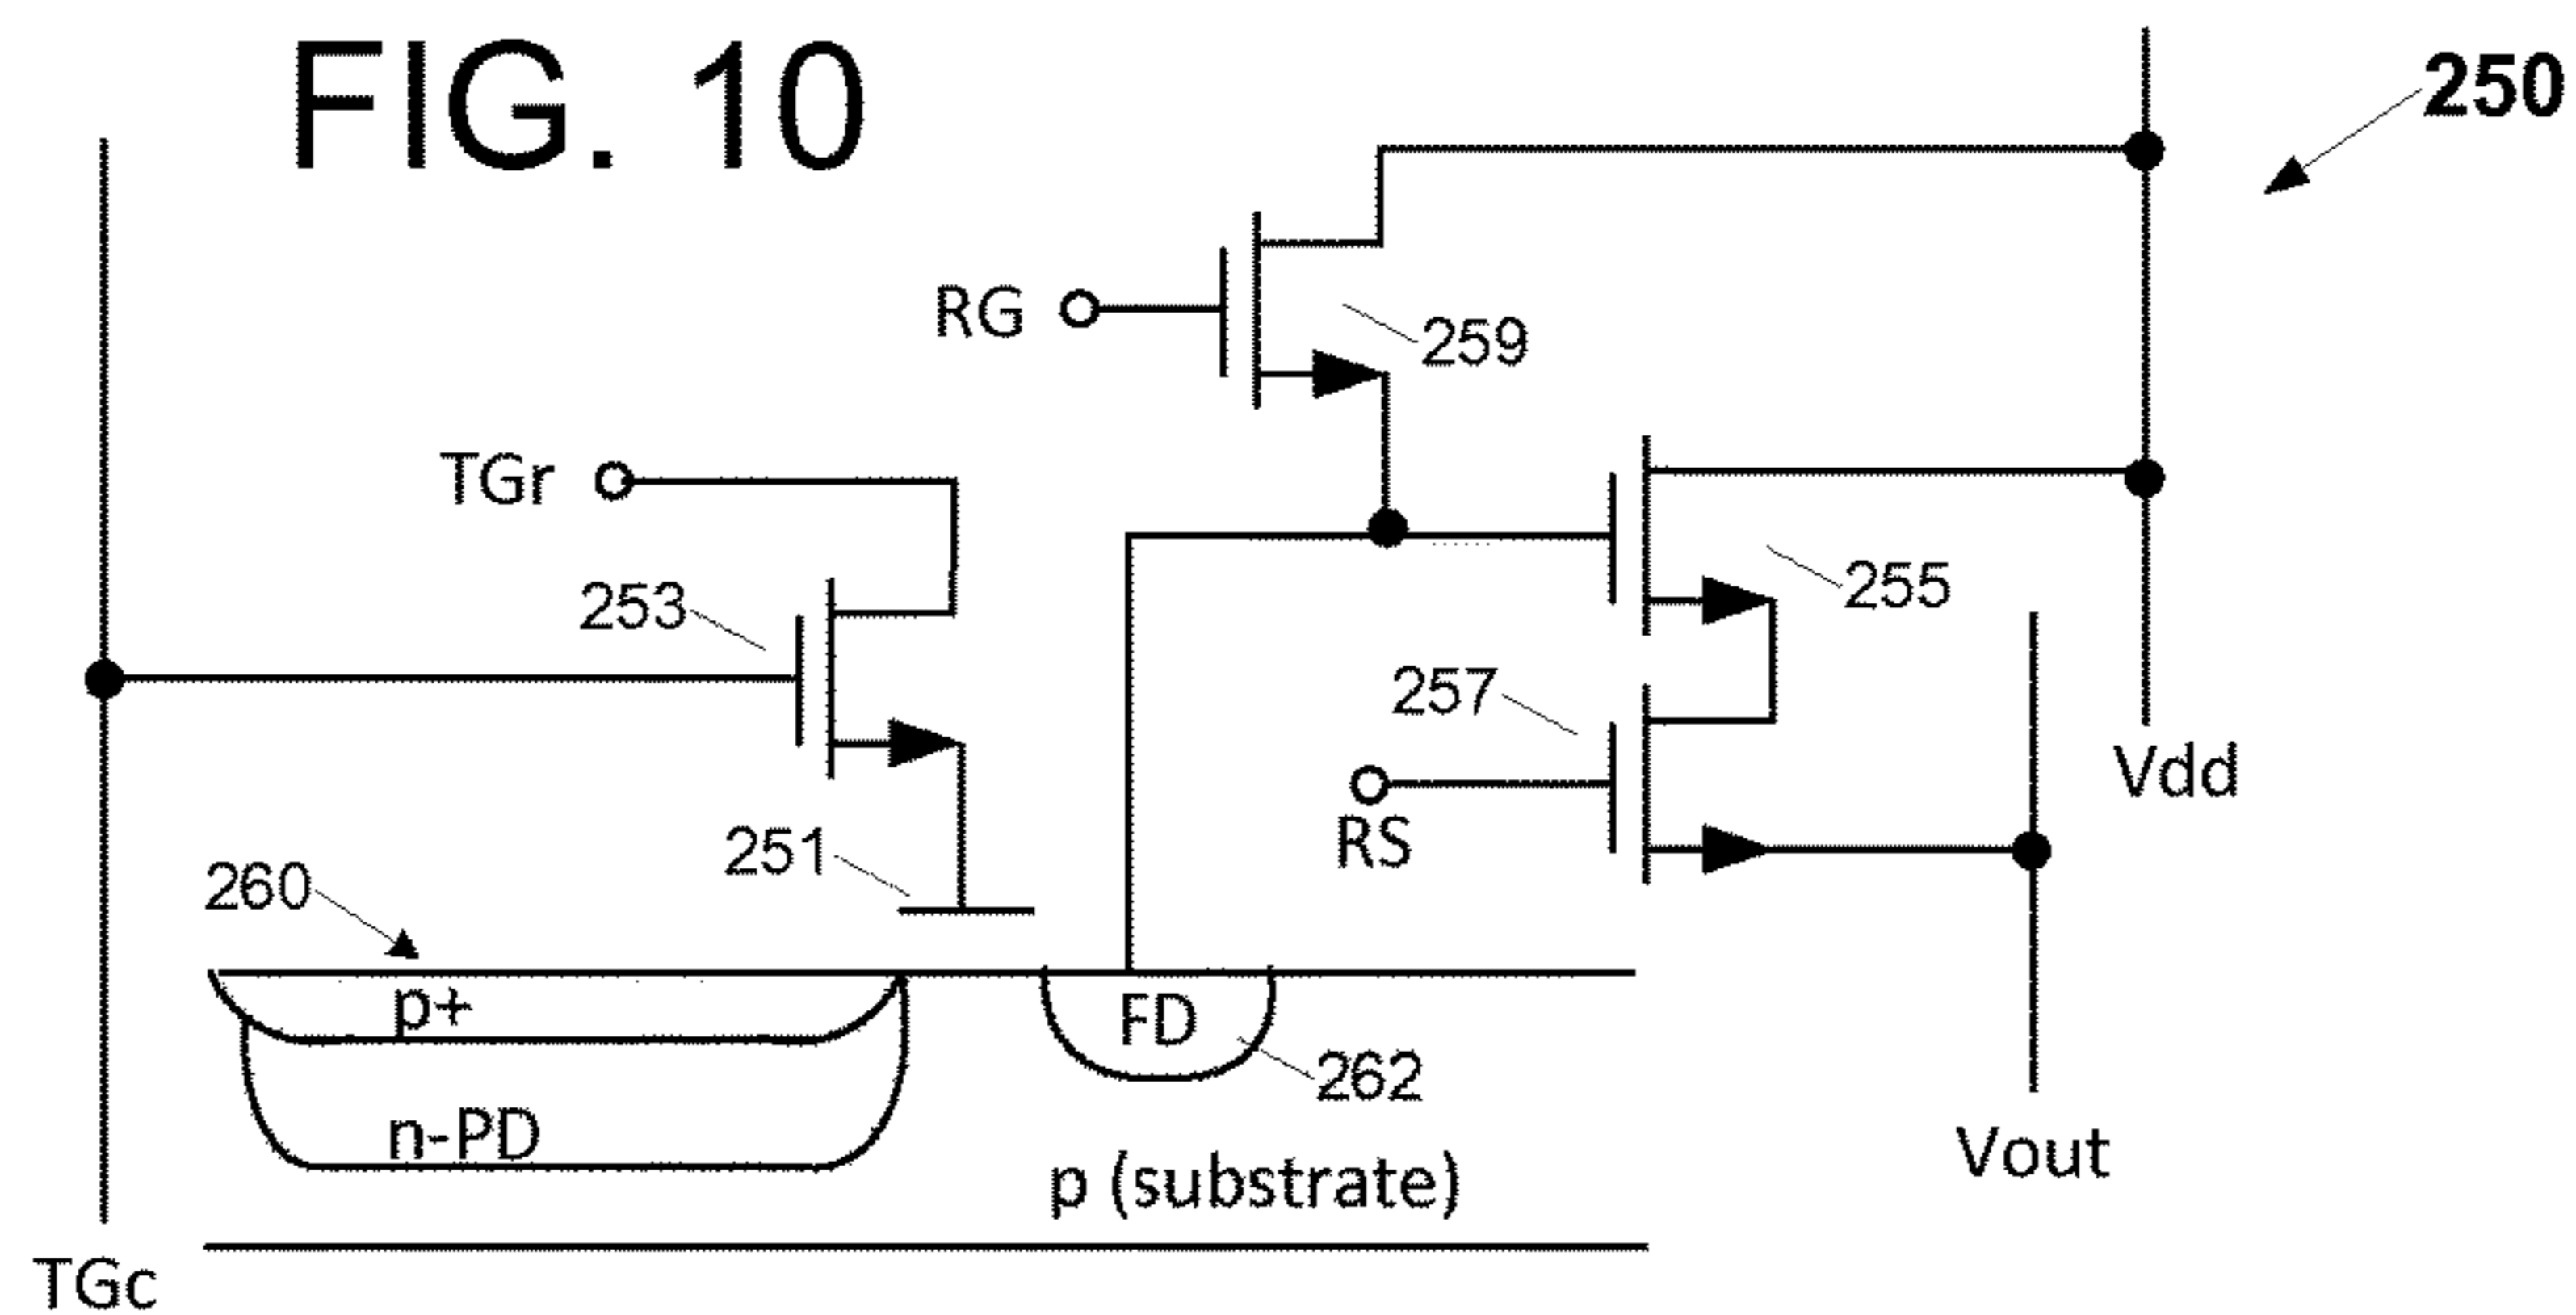 FIG. 10
250
RG
259
TGr
253
255
257
Vdd
RS
251
260
p+
FD
262
n-PD
Vout
p (substrate)
TGc